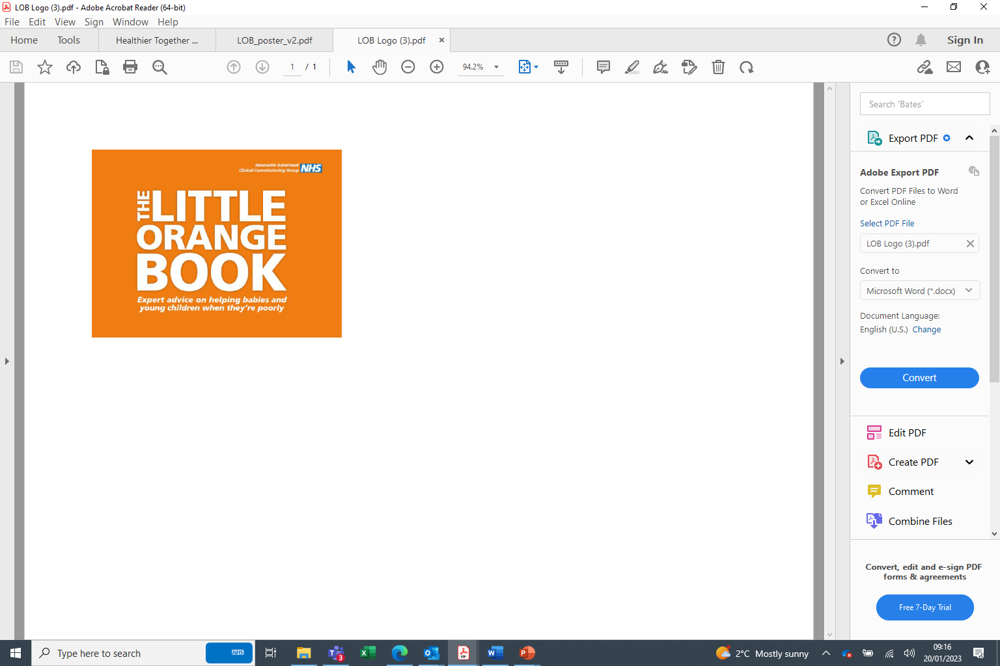 LOB Logo (3).pdf - Adobe Acrobat Reader (64-bit)
File Edit View Sign Window Help
Home Tools Healthier Together ... LOB_poster_v2.pdf LOB Logo (3).pdf Sign In
1 / 1 94.2%
Search 'Bates'
Export PDF
Adobe Export PDF
Convert PDF Files to Word
or Excel Online
Select PDF File
LOB Logo (3).pdf
Convert to
Microsoft Word (*.docx)
Document Language:
English (U.S.) Change
Convert
Edit PDF
Create PDF
Comment
Combine Files
Convert, edit and e-sign PDF
forms & agreements
Free 7-Day Trial
Newcastle Gateshead
Clinical Commissioning Group NHS
THE LITTLE
ORANGE
BOOK
Expert advice on helping babies and
young children when they're poorly
Type here to search NHS
3
2°C Mostly sunny
09:16
20/01/2023